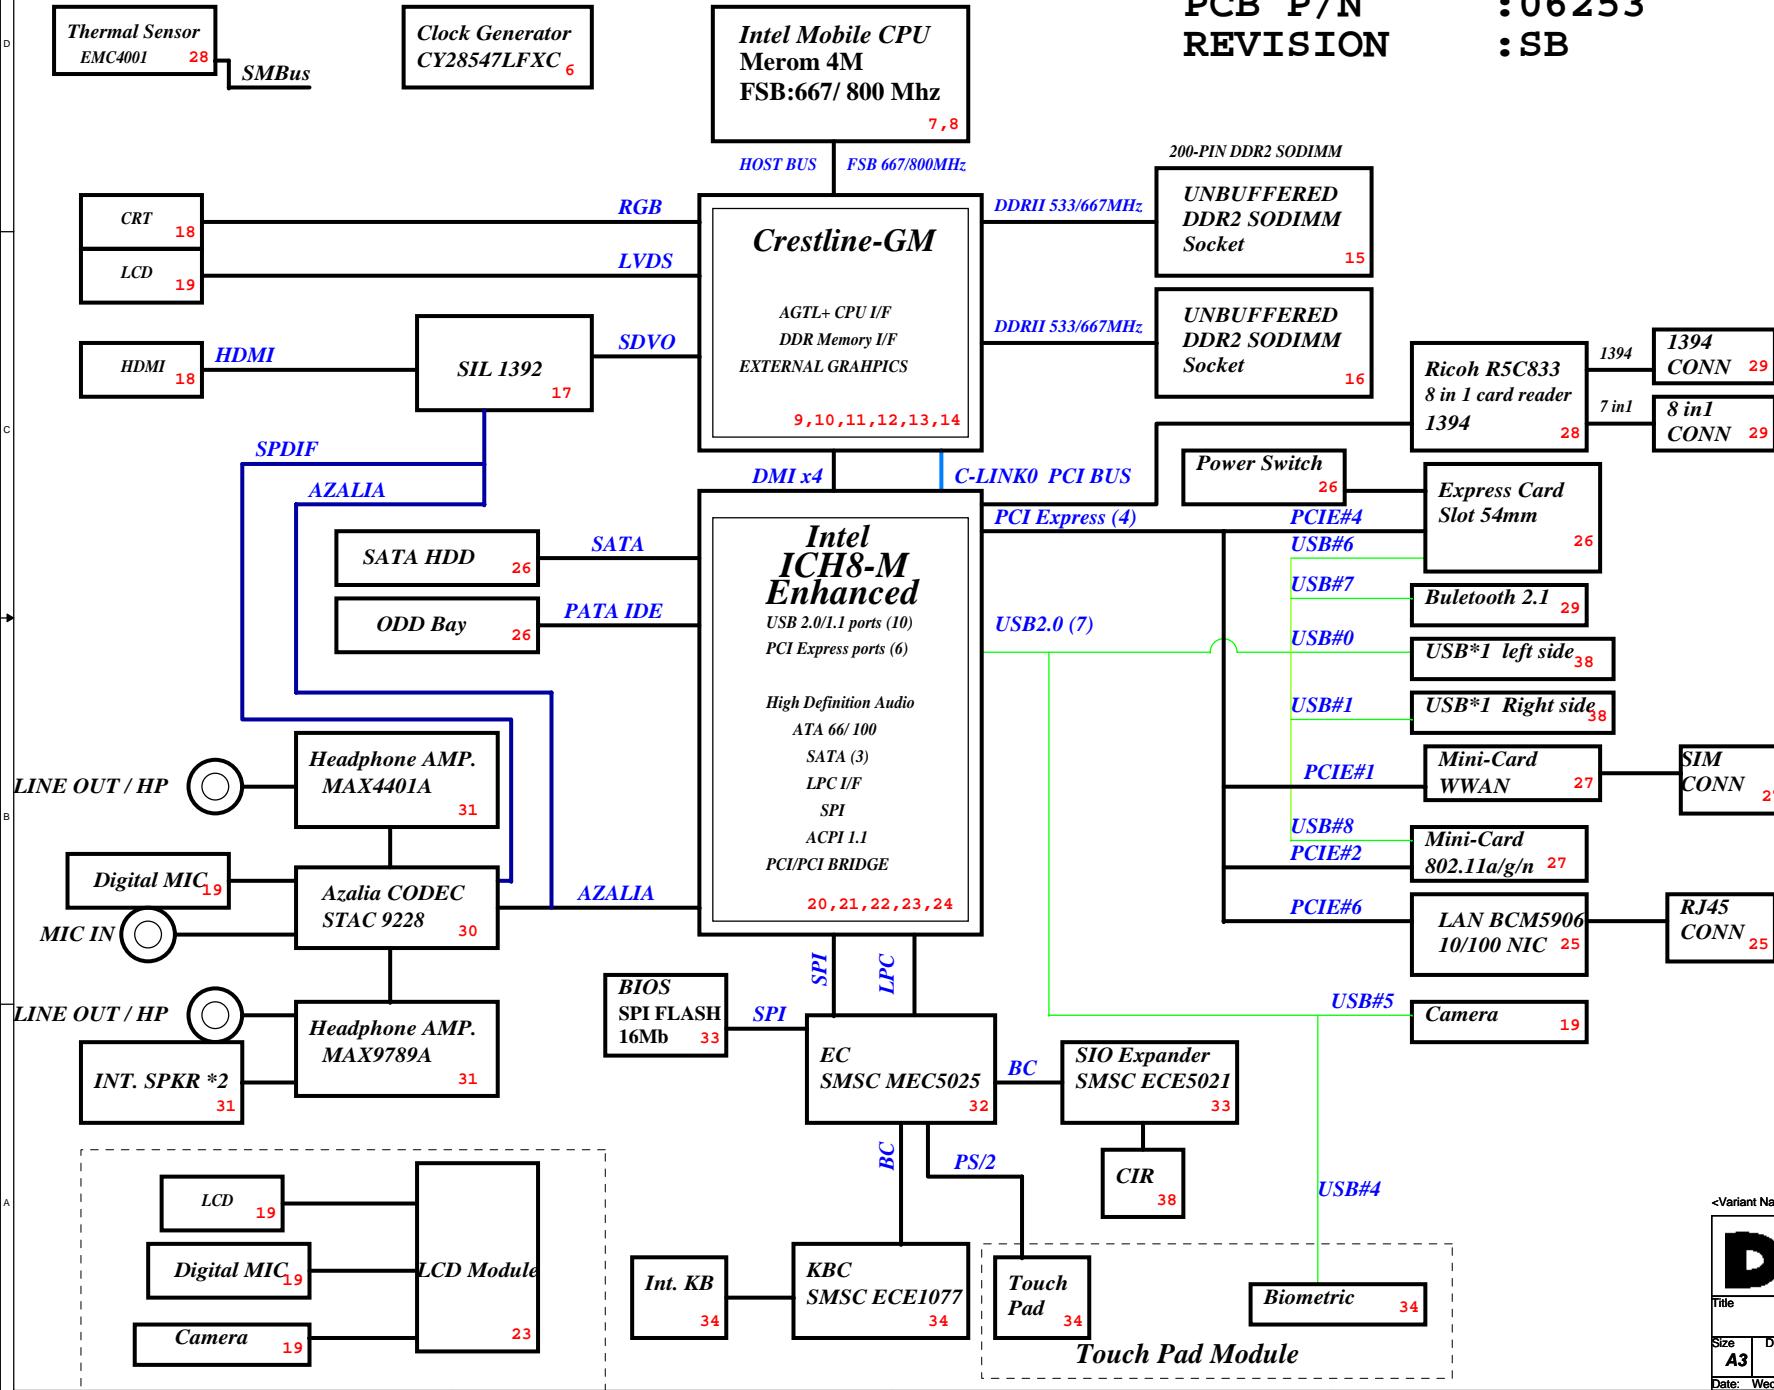 PCB P/N :06253
REVISION :SB
D
Thermal Sensor
EMC4001 28
SMBus
Clock Generator
CY28547LFXC 6
Intel Mobile CPU
Merom 4M
FSB:667/ 800 Mhz
7,8
HOST BUS FSB 667/800MHz
200-PIN DDR2 SODIMM
UNBUFFERED
DDR2 SODIMM
Socket
15
DDRII 533/667MHz
UNBUFFERED
DDR2 SODIMM
Socket
16
DDRII 533/667MHz
CRT
18
RGB
LCD
19
LVDS
HDMI
18
HDMI
SIL 1392
17
SDVO
Crestline-GM
AGTL+ CPU I/F
DDR Memory I/F
EXTERNAL GRAHPICS
9,10,11,12,13,14
Ricoh R5C833
8 in 1 card reader
1394
28
1394
1394
CONN 29
7 in1
8 in1
CONN 29
C
SPDIF
AZALIA
DMI x4
C-LINK0 PCI BUS
Power Switch
26
Express Card
Slot 54mm
26
PCI Express (4)
PCIE#4
USB#6
SATA HDD
26
SATA
ODD Bay
26
PATA IDE
Intel
ICH8-M
Enhanced
USB 2.0/1.1 ports (10)
PCI Express ports (6)
High Definition Audio
ATA 66/ 100
SATA (3)
LPC I/F
SPI
ACPI 1.1
PCI/PCI BRIDGE
20,21,22,23,24
USB#7
Buletooth 2.1
29
USB2.0 (7)
USB#0
USB*1 left side
38
USB#1
USB*1 Right side
38
PCIE#1
Mini-Card
WWAN 27
SIM
CONN
USB#8
PCIE#2
Mini-Card
802.11a/g/n 27
PCIE#6
LAN BCM5906
10/100 NIC 25
RJ45
CONN
25
USB#5
Camera
19
B
LINE OUT / HP
Headphone AMP.
MAX4401A
31
Digital MIC
19
MIC IN
Azalia CODEC
STAC 9228
30
AZALIA
LINE OUT / HP
Headphone AMP.
MAX9789A
31
INT. SPKR *2
31
SPI
LPC
BIOS
SPI FLASH
16Mb 33
SPI
EC
SMSC MEC5025
32
BC
SIO Expander
SMSC ECE5021
33
CIR
38
BC
PS/2
USB#4
A
LCD
19
Digital MIC
19
Camera
19
LCD Module
23
Int. KB
34
KBC
SMSC ECE1077
34
Touch
Pad
34
Biometric
34
Touch Pad Module
<Variant Na
D
Title
Size D
A3
Date: Wed